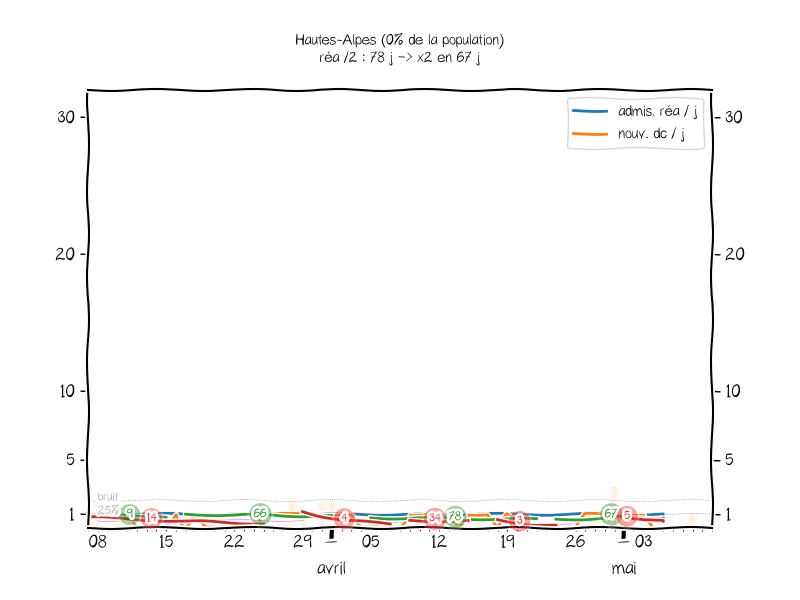 Hautes-Alpes (0% de la population)
réa /2 : 78 j -> x2 en 67 j
admis. réa / j
nouv. dc / j
30 30
20 20
10 10
5 5
bruit
25%
1 1
9 14 66 4 34 78 3 67 5
08 15 22 29 05 12 19 26 03
avril mai